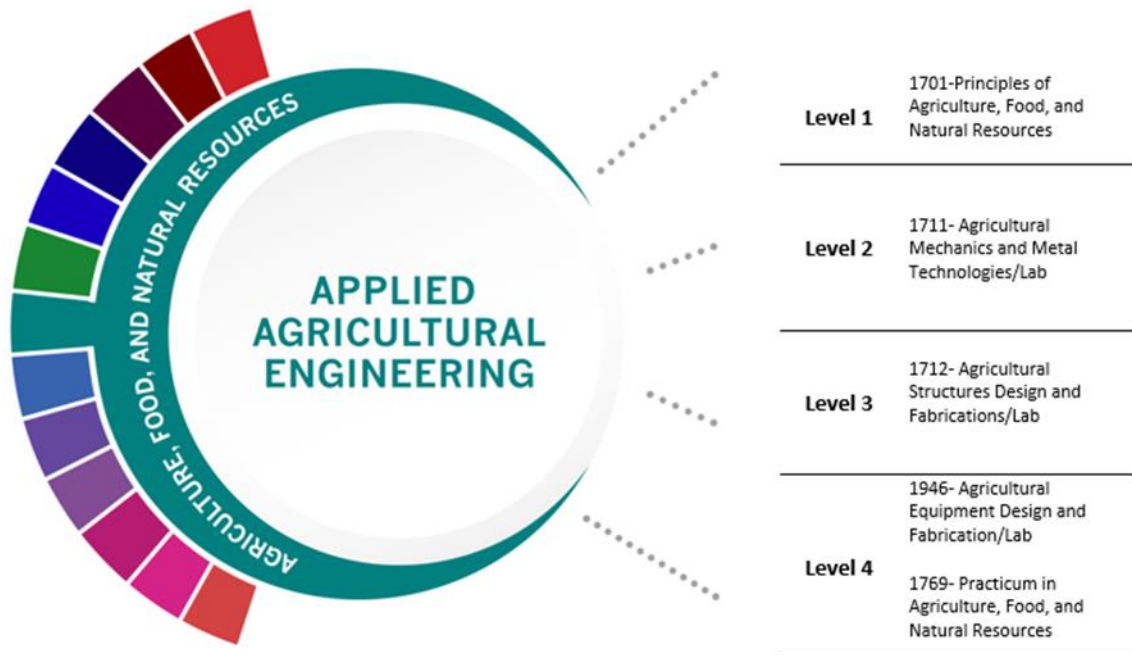 AGRICULTURE, FOOD, AND NATURAL RESOURCES
APPLIED
AGRICULTURAL
ENGINEERING
Level 1
1701-Principles of
Agriculture, Food, and
Natural Resources
Level 2
1711- Agricultural
Mechanics and Metal
Technologies/Lab
Level 3
1712- Agricultural
Structures Design and
Fabrications/Lab
Level 4
1946- Agricultural
Equipment Design and
Fabrication/Lab
1769- Practicum in
Agriculture, Food, and
Natural Resources